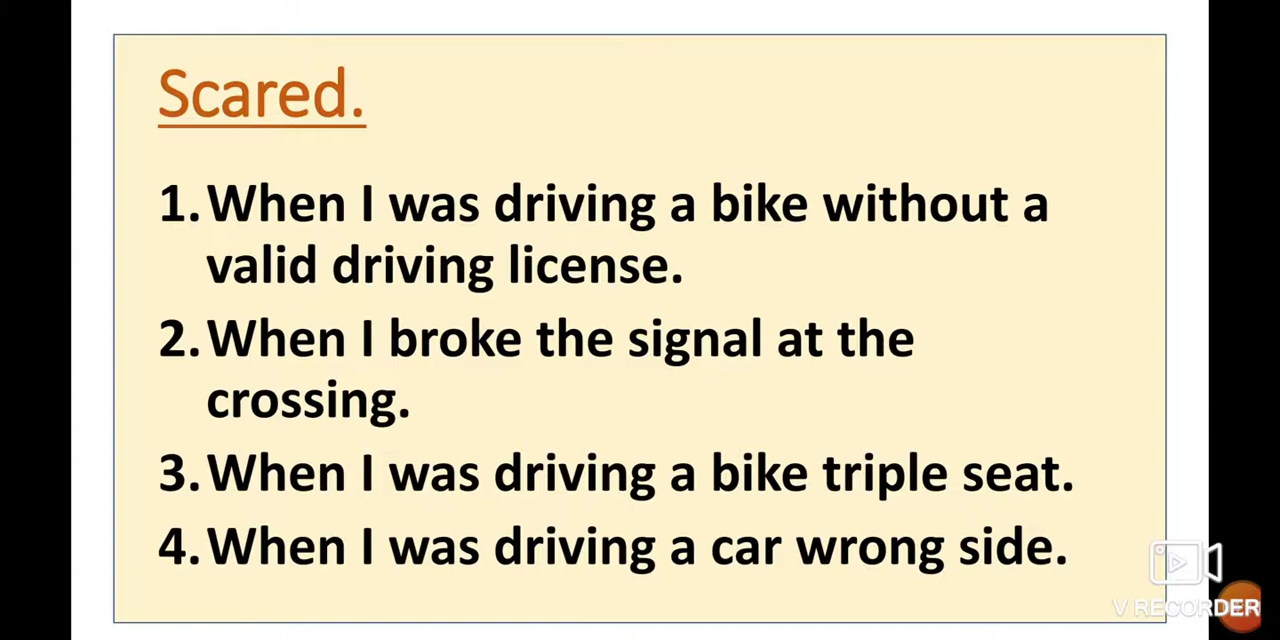 Scared.
1. When I was driving a bike without a
valid driving license.
2. When I broke the signal at the
crossing.
3. When I was driving a bike triple seat.
4. When I was driving a car wrong side.
V RECORDER